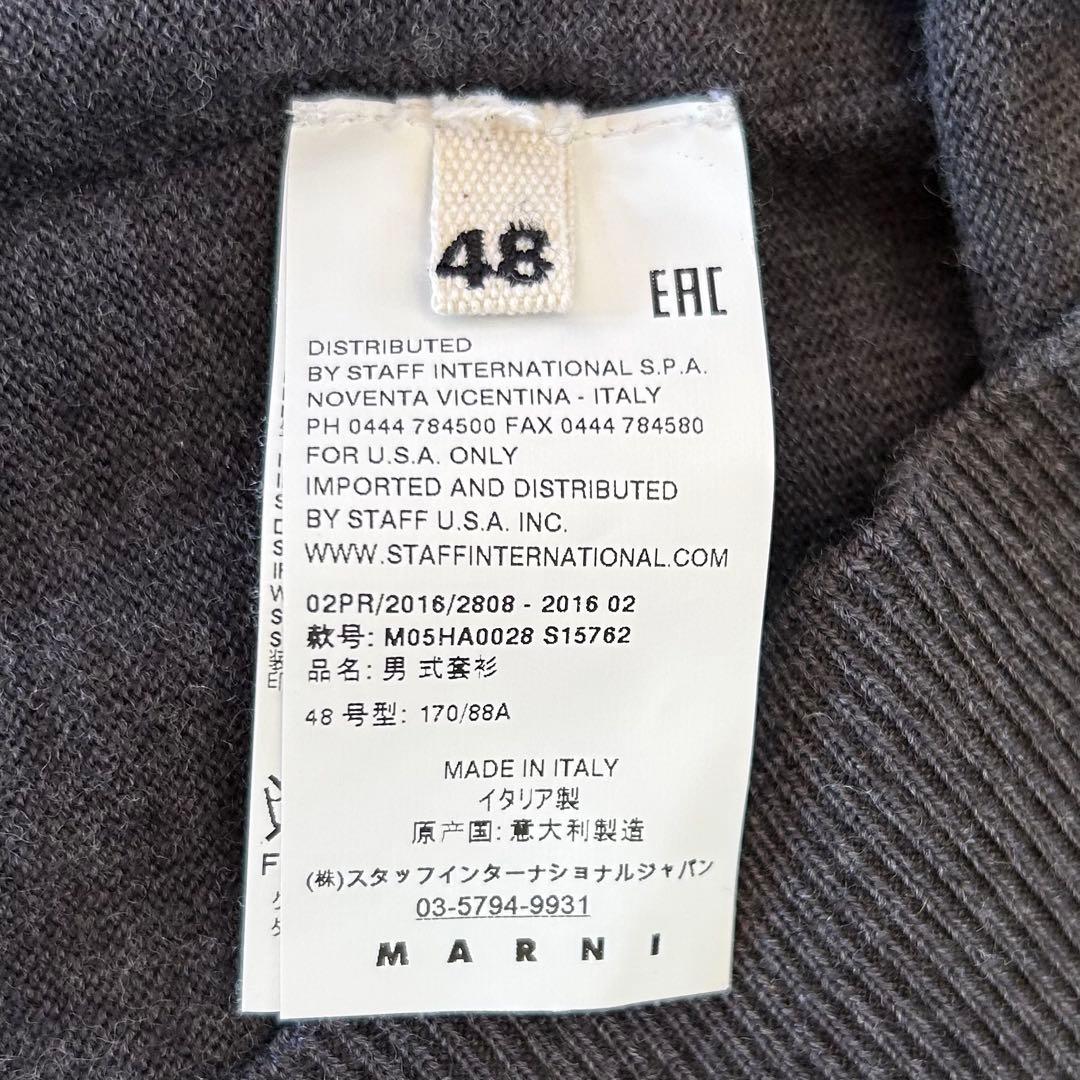 48
EAC
DISTRIBUTED
BY STAFF INTERNATIONAL S.P.A.
NOVENTA VICENTINA - ITALY
PH 0444 784500 FAX 0444 784580
FOR U.S.A. ONLY
IMPORTED AND DISTRIBUTED
BY STAFF U.S.A. INC.
WWW.STAFFINTERNATIONAL.COM
02PR/2016/2808 - 2016 02
款号: M05HA0028 S15762
品名: 男 式套衫
48 号型: 170/88A
MADE IN ITALY
イタリア製
原产国: 意大利製造
(株)スタッフインターナショナルジャパン
03-5794-9931
MARNI